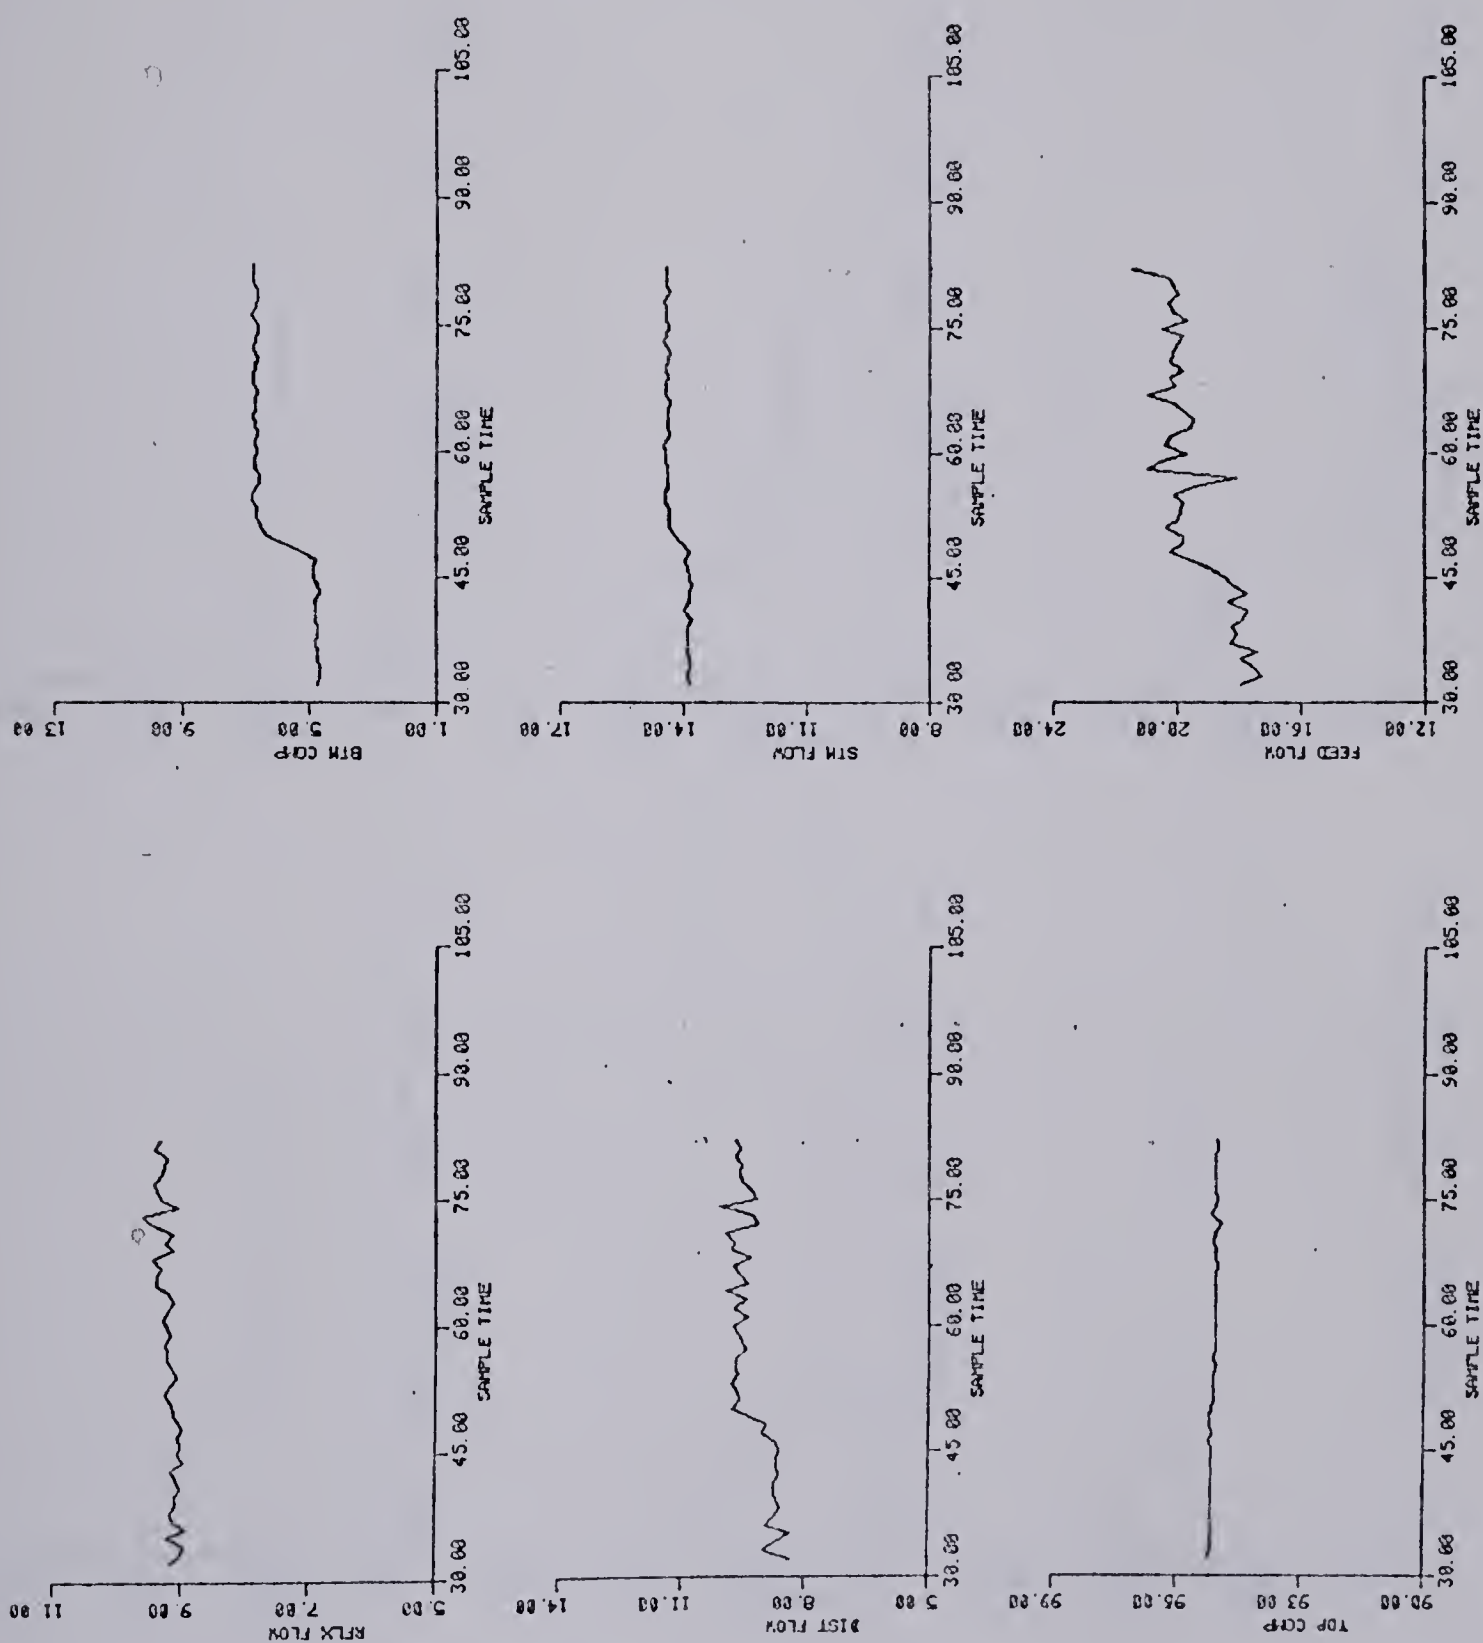 RFLX FLOW
11.00
9.00
7.00
5.00
30.00 45.00 60.00 75.00 90.00 105.00
SAMPLE TIME
BTM COMP
13.00
9.00
5.00
1.00
30.00 45.00 60.00 75.00 90.00 105.00
SAMPLE TIME
DIST FLOW
14.00
11.00
8.00
5.00
30.00 45.00 60.00 75.00 90.00 105.00
SAMPLE TIME
STM FLOW
17.00
14.00
11.00
8.00
30.00 45.00 60.00 75.00 90.00 105.00
SAMPLE TIME
TOP COMP
99.00
96.00
93.00
90.00
30.00 45.00 60.00 75.00 90.00 105.00
SAMPLE TIME
FEED FLOW
24.00
20.00
16.00
12.00
30.00 45.00 60.00 75.00 90.00 105.00
SAMPLE TIME